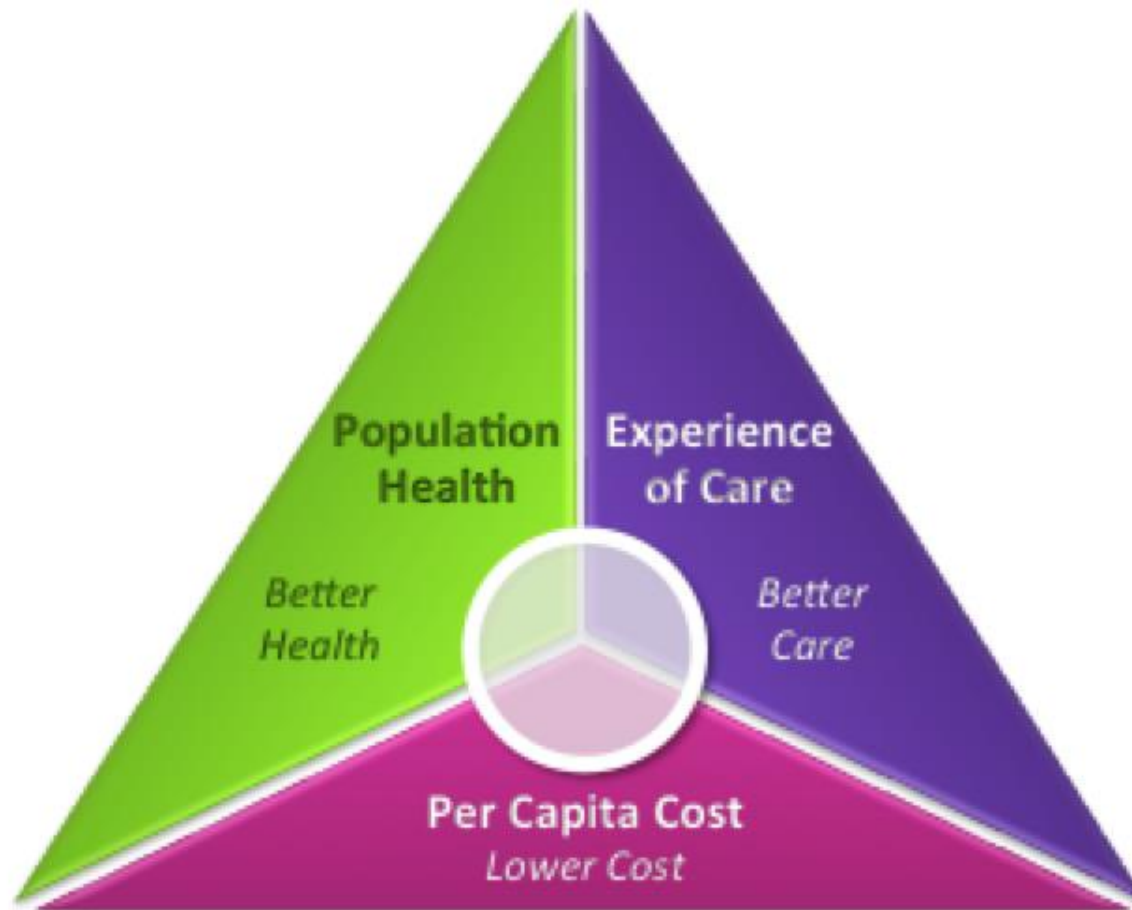 Population
Health
Better
Health
Experience
of Care
Better
Care
Per Capita Cost
Lower Cost